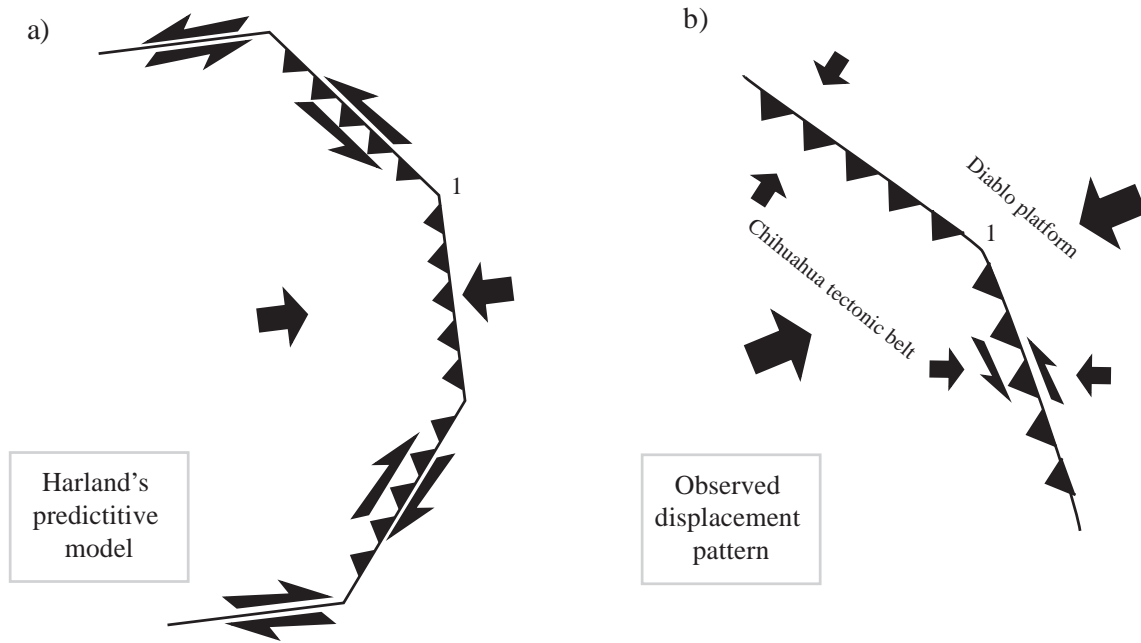 a)
1
Harland's
predictitive
model
b)
Diablo platform
1
Chihuahua tectonic belt
Observed
displacement
pattern